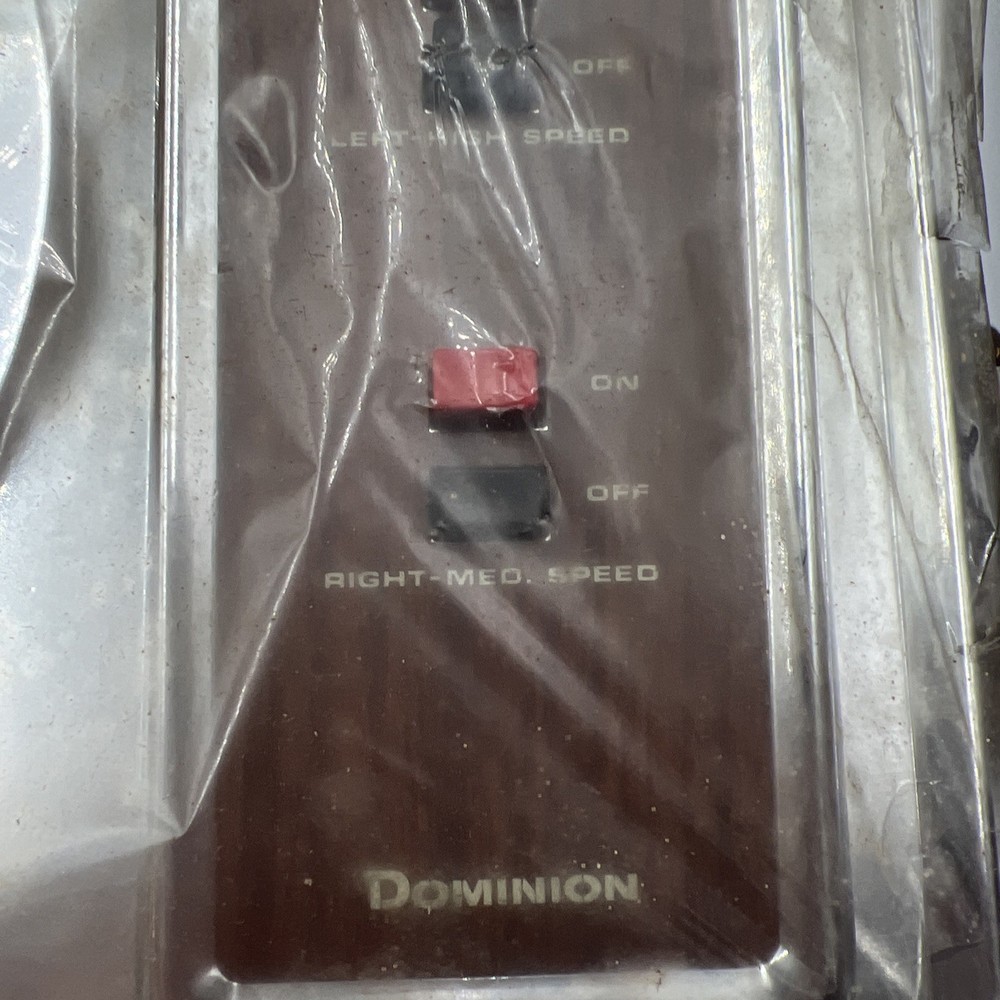 OFF
LEFT-HIGH SPEED
ON
OFF
RIGHT-MED. SPEED
DOMINION